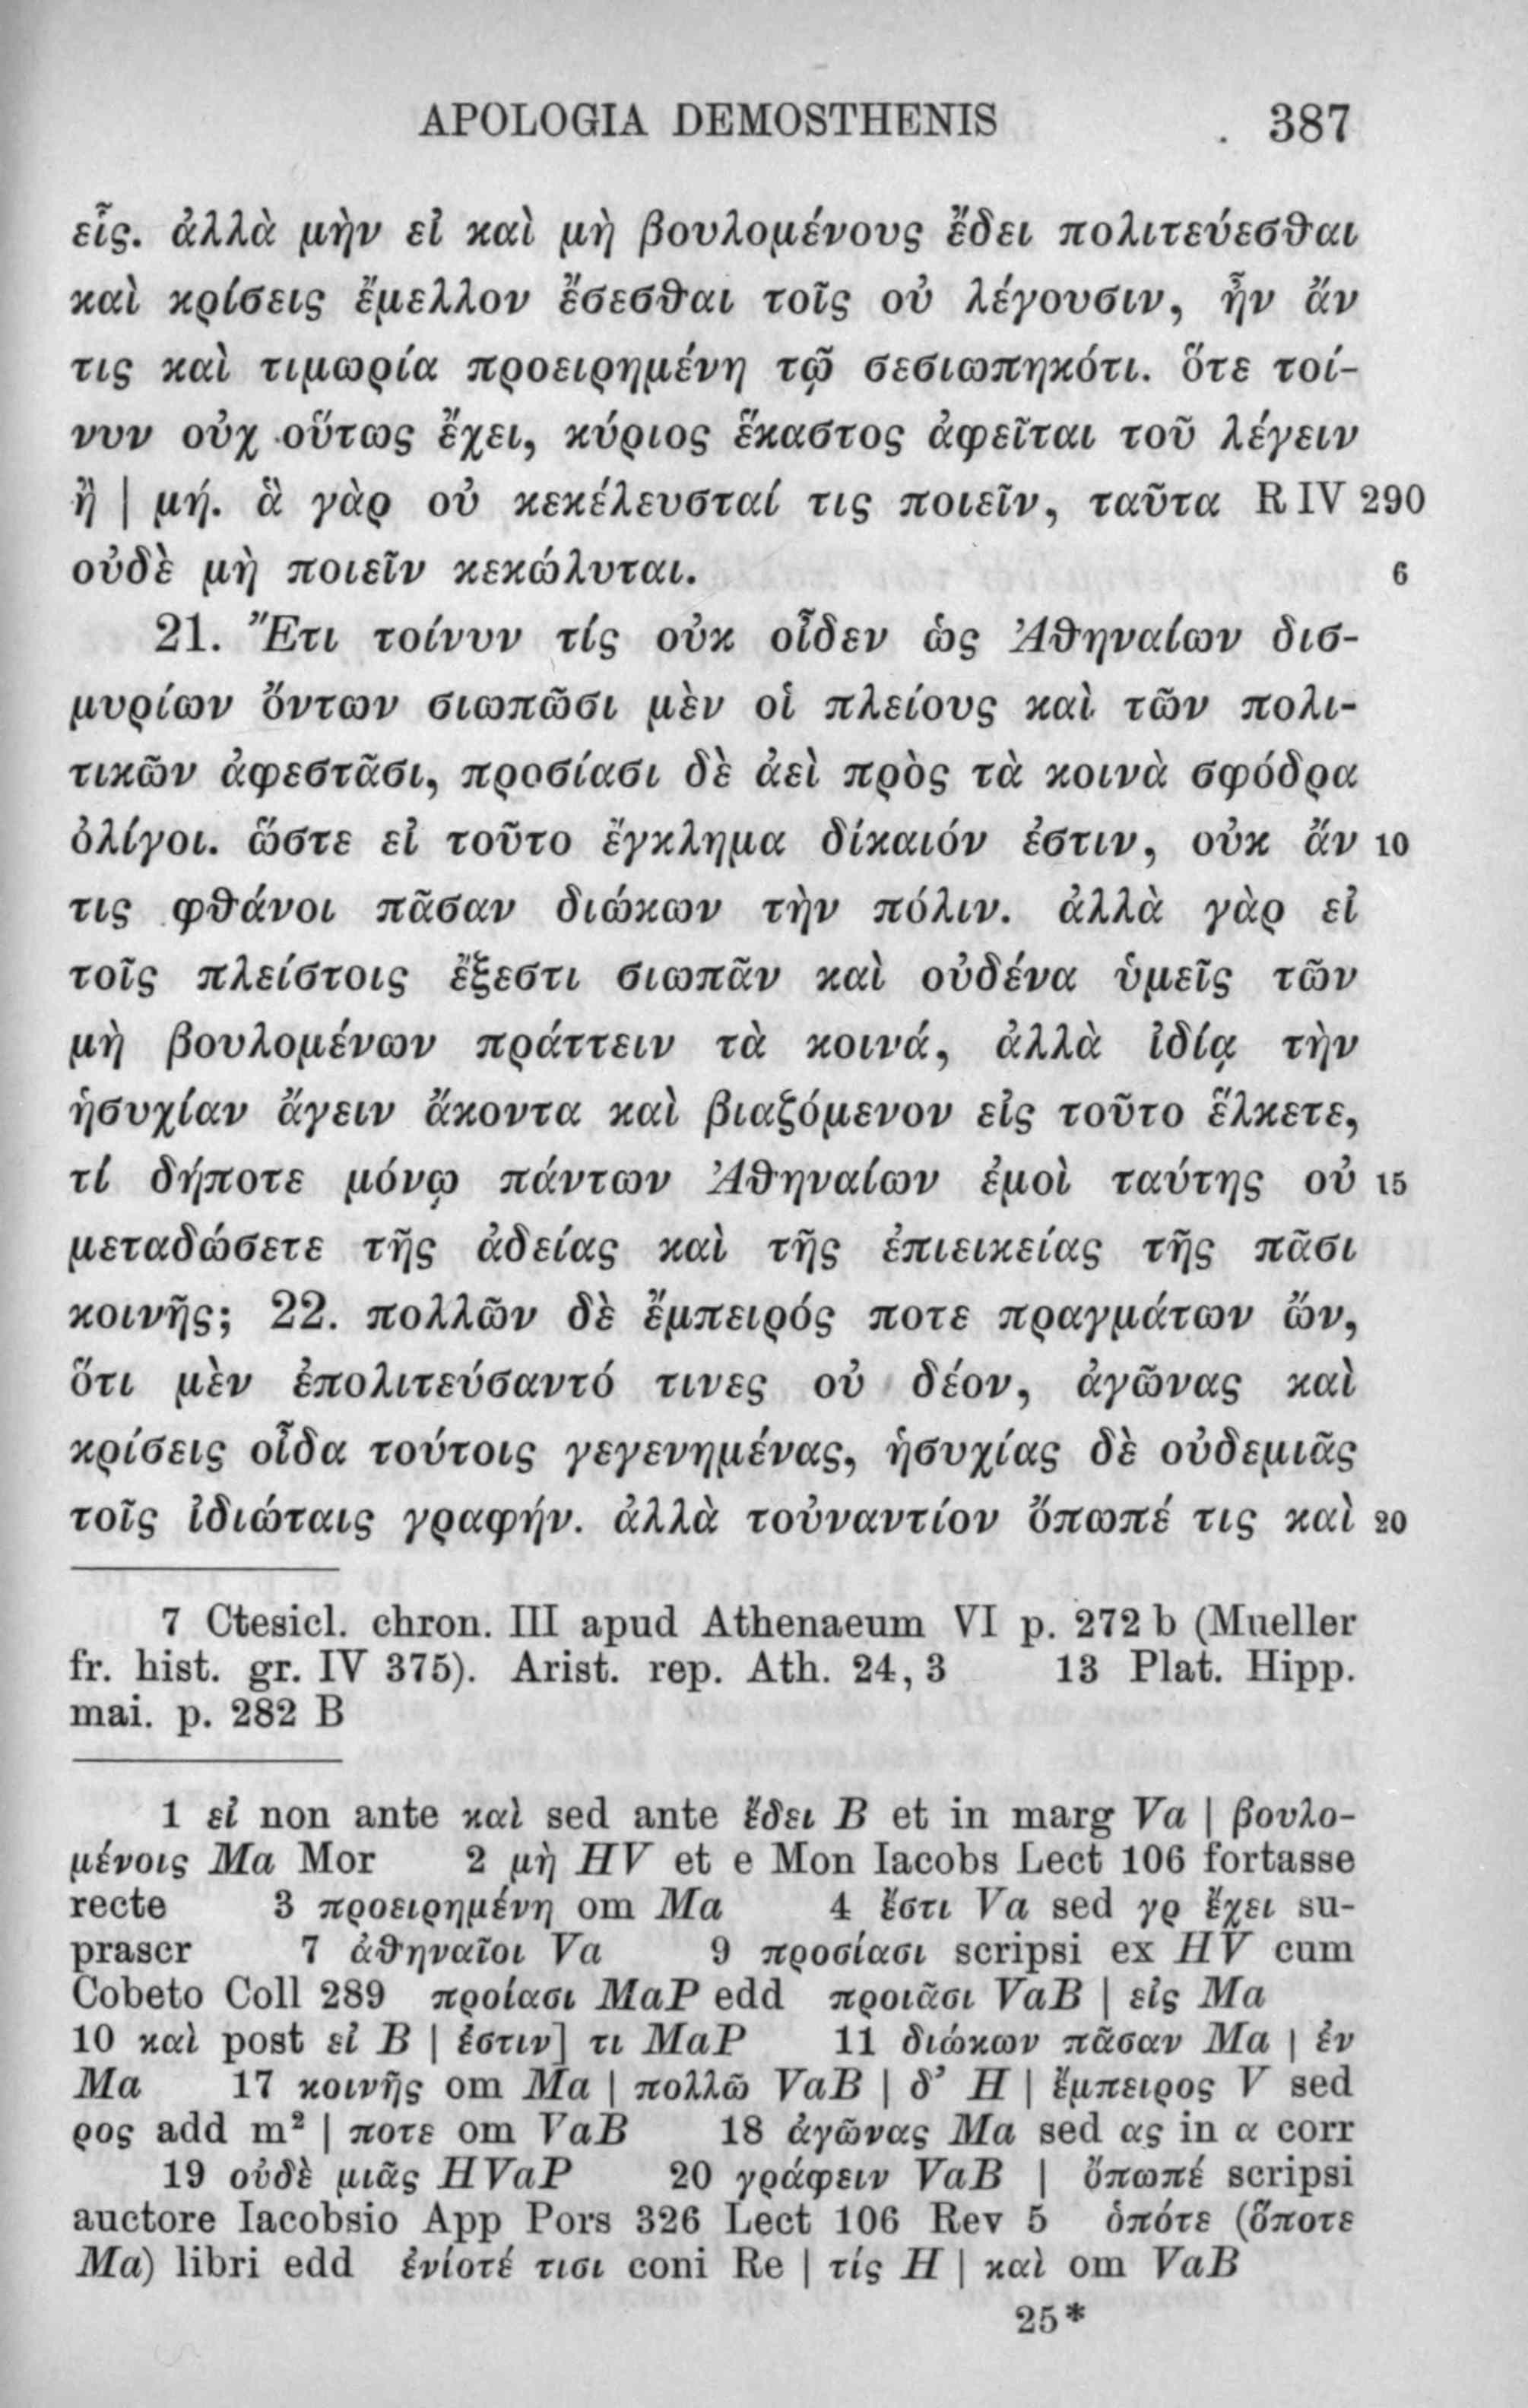 APOLOGIA DEMOSTHENIS 387
εἷς. ἀλλὰ μὴν εἰ καὶ μὴ βουλομένους ἔδει πολιτεύεσθαι
καὶ κρίσεις ἔμελλον ἔσεσθαι τοῖς οὐ λέγουσιν, ἦν ἄν
τις καὶ τιμωρία προειρημένη τῷ σεσιωπηκότι. ὅτε τοί-
νυν οὐχ οὕτως ἔχει, κύριος ἕκαστος ἀφεῖται τοῦ λέγειν
ἢ | μή. ἃ γὰρ οὐ κεκέλευσταί τις ποιεῖν, ταῦτα R IV 290
οὐδὲ μὴ ποιεῖν κεκώλυται. 6
21. Ἔτι τοίνυν τίς οὐκ οἶδεν ὡς Ἀθηναίων δισ-
μυρίων ὄντων σιωπῶσι μὲν οἱ πλείους καὶ τῶν πολι-
τικῶν ἀφεστᾶσι, προσίασι δὲ ἀεὶ πρὸς τὰ κοινὰ σφόδρα
ὀλίγοι. ὥστε εἰ τοῦτο ἔγκλημα δίκαιόν ἐστιν, οὐκ ἄν 10
τις φθάνοι πᾶσαν διώκων τὴν πόλιν. ἀλλὰ γὰρ εἰ
τοῖς πλείστοις ἔξεστι σιωπᾶν καὶ οὐδένα ὑμεῖς τῶν
μὴ βουλομένων πράττειν τὰ κοινά, ἀλλὰ ἰδίᾳ τὴν
ἡσυχίαν ἄγειν ἄκοντα καὶ βιαζόμενον εἰς τοῦτο ἕλκετε,
τί δήποτε μόνῳ πάντων Ἀθηναίων ἐμοὶ ταύτης οὐ 15
μεταδώσετε τῆς ἀδείας καὶ τῆς ἐπιεικείας τῆς πᾶσι
κοινῆς; 22. πολλῶν δὲ ἔμπειρός ποτε πραγμάτων ὤν,
ὅτι μὲν ἐπολιτεύσαντό τινες οὐ δέον, ἀγῶνας καὶ
κρίσεις οἶδα τούτοις γεγενημένας, ἡσυχίας δὲ οὐδεμιᾶς
τοῖς ἰδιώταις γραφήν. ἀλλὰ τοὐναντίον ὄπωπέ τις καὶ 20
7 Ctesicl. chron. III apud Athenaeum VI p. 272 b (Mueller
fr. hist. gr. IV 375). Arist. rep. Ath. 24, 3 13 Plat. Hipp.
mai. p. 282 B
1 εἰ non ante καὶ sed ante ἔδει B et in marg Va | βουλο-
μένοις Ma Mor 2 μὴ HV et e Mon Iacobs Lect 106 fortasse
recte 3 προειρημένη om Ma 4 ἔστι Va sed γρ ἔχει su-
prascr 7 ἀθηναῖοι Va 9 προσίασι scripsi ex HV cum
Cobeto Coll 289 προίασι MaP edd προιᾶσι VaB | εἰς Ma
10 καὶ post εἰ B | ἐστιν] τι MaP 11 διώκων πᾶσαν Ma | ἐν
Ma 17 κοινῆς om Ma | πολλῶ VaB | δ’ H | ἔμπειρος V sed
ρος add m² | ποτε om VaB 18 ἀγῶνας Ma sed ας in α corr
19 οὐδὲ μιᾶς HVaP 20 γράφειν VaB | ὄπωπέ scripsi
auctore Iacobsio App Pors 326 Lect 106 Rev 5 ὁπότε (ὅποτε
Ma) libri edd ἐνίοτέ τισι coni Re | τίς H | καὶ om VaB
25*